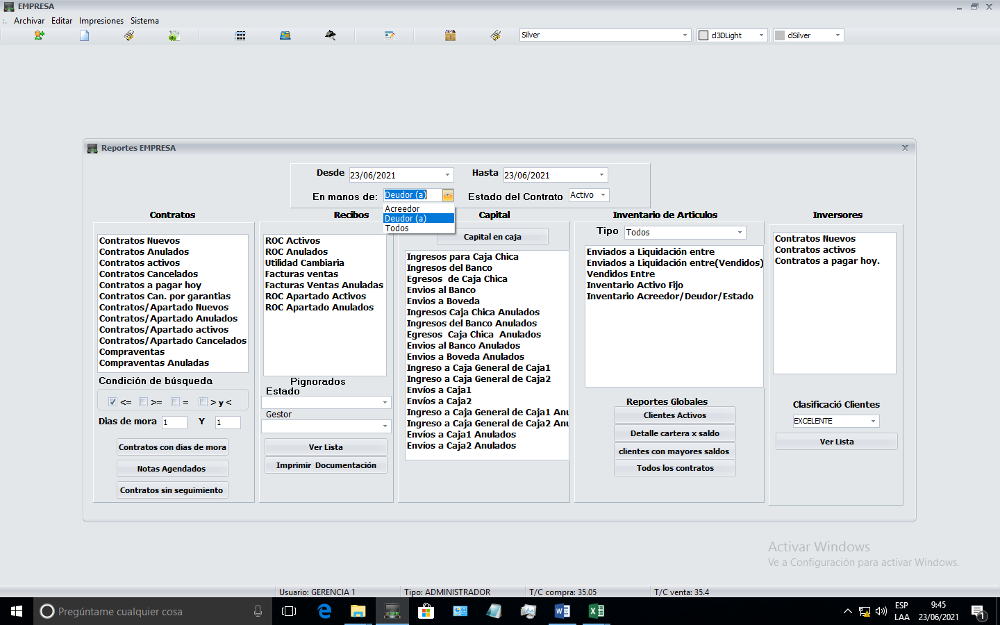 EMPRESA
Archivar Editar Impresiones Sistema
Silver
cl3DLight
clSilver
Reportes EMPRESA
Desde 23/06/2021 Hasta 23/06/2021
En manos de: Deudor (a) Estado del Contrato Activo
Acreedor
Deudor (a)
Todos
Contratos
Contratos Nuevos
Contratos Anulados
Contratos activos
Contratos Cancelados
Contratos a pagar hoy
Contratos Can. por garantias
Contratos/Apartado Nuevos
Contratos/Apartado Anulados
Contratos/Apartado activos
Contratos/Apartado Cancelados
Compraventas
Compraventas Anuladas
Condición de búsqueda
<= >= = > y <
Dias de mora 1 Y 1
Contratos con dias de mora
Notas Agendados
Contratos sin seguimiento
Recibos
ROC Activos
ROC Anulados
Utilidad Cambiaria
Facturas ventas
Facturas Ventas Anuladas
ROC Apartado Activos
ROC Apartado Anulados
Pignorados
Estado
Gestor
Ver Lista
Imprimir Documentación
Capital
Capital en caja
Ingresos para Caja Chica
Ingresos del Banco
Egresos de Caja Chica
Envios al Banco
Envios a Boveda
Ingresos Caja Chica Anulados
Ingresos del Banco Anulados
Egresos Caja Chica Anulados
Envios al Banco Anulados
Envios a Boveda Anulados
Ingreso a Caja General de Caja1
Ingreso a Caja General de Caja2
Envíos a Caja1
Envíos a Caja2
Ingreso a Caja General de Caja1 Anu
Ingreso a Caja General de Caja2 Anu
Envíos a Caja1 Anulados
Envíos a Caja2 Anulados
Inventario de Articulos
Tipo Todos
Enviados a Liquidación entre
Enviados a Liquidación entre(Vendidos)
Vendidos Entre
Inventario Activo Fijo
Inventario Acreedor/Deudor/Estado
Reportes Globales
Clientes Activos
Detalle cartera x saldo
clientes con mayores saldos
Todos los contratos
Inversores
Contratos Nuevos
Contratos activos
Contratos a pagar hoy.
Clasificació Clientes
EXCELENTE
Ver Lista
Activar Windows
Ve a Configuración para activar Windows.
Usuario: GERENCIA 1 Tipo: ADMINISTRADOR T/C compra: 35.05 T/C venta: 35.4
Pregúntame cualquier cosa
ESP
LAA
9:45
23/06/2021
1